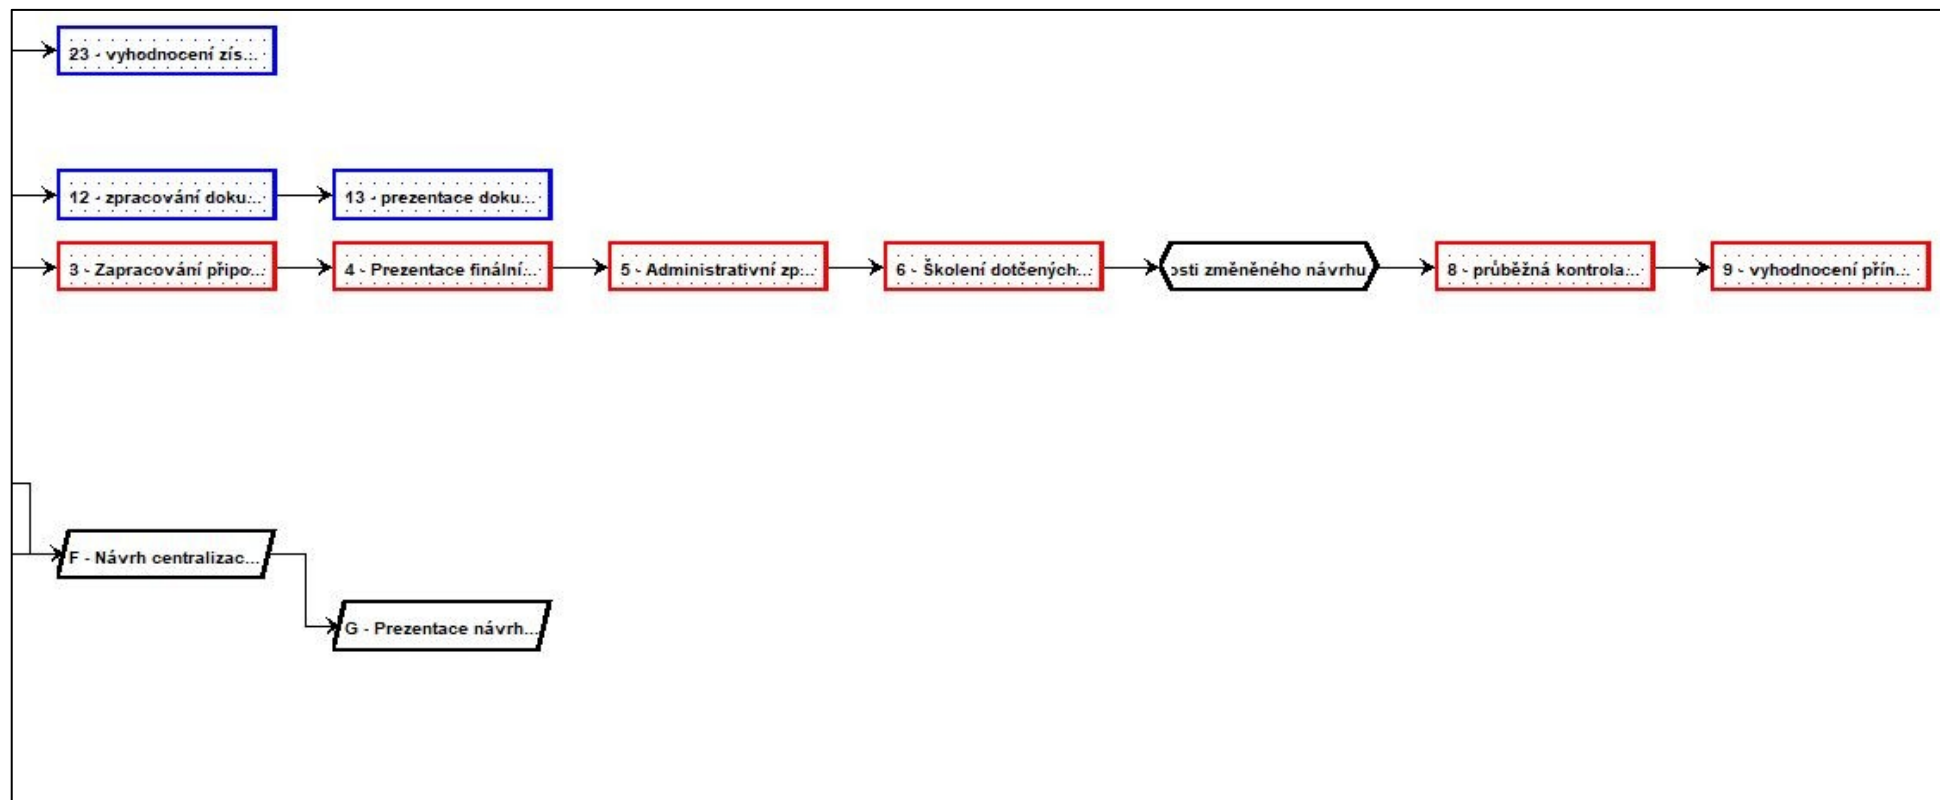 23 - vyhodnocení zís...
12 - zpracování doku...
13 - prezentace doku...
3 - Zapracování připo...
4 - Prezentace finální...
5 - Administrativní zp...
6 - Školení dotčených...
osti změněného návrhu
8 - průběžná kontrola...
9 - vyhodnocení přín...
F - Návrh centralizac...
G - Prezentace návrh...